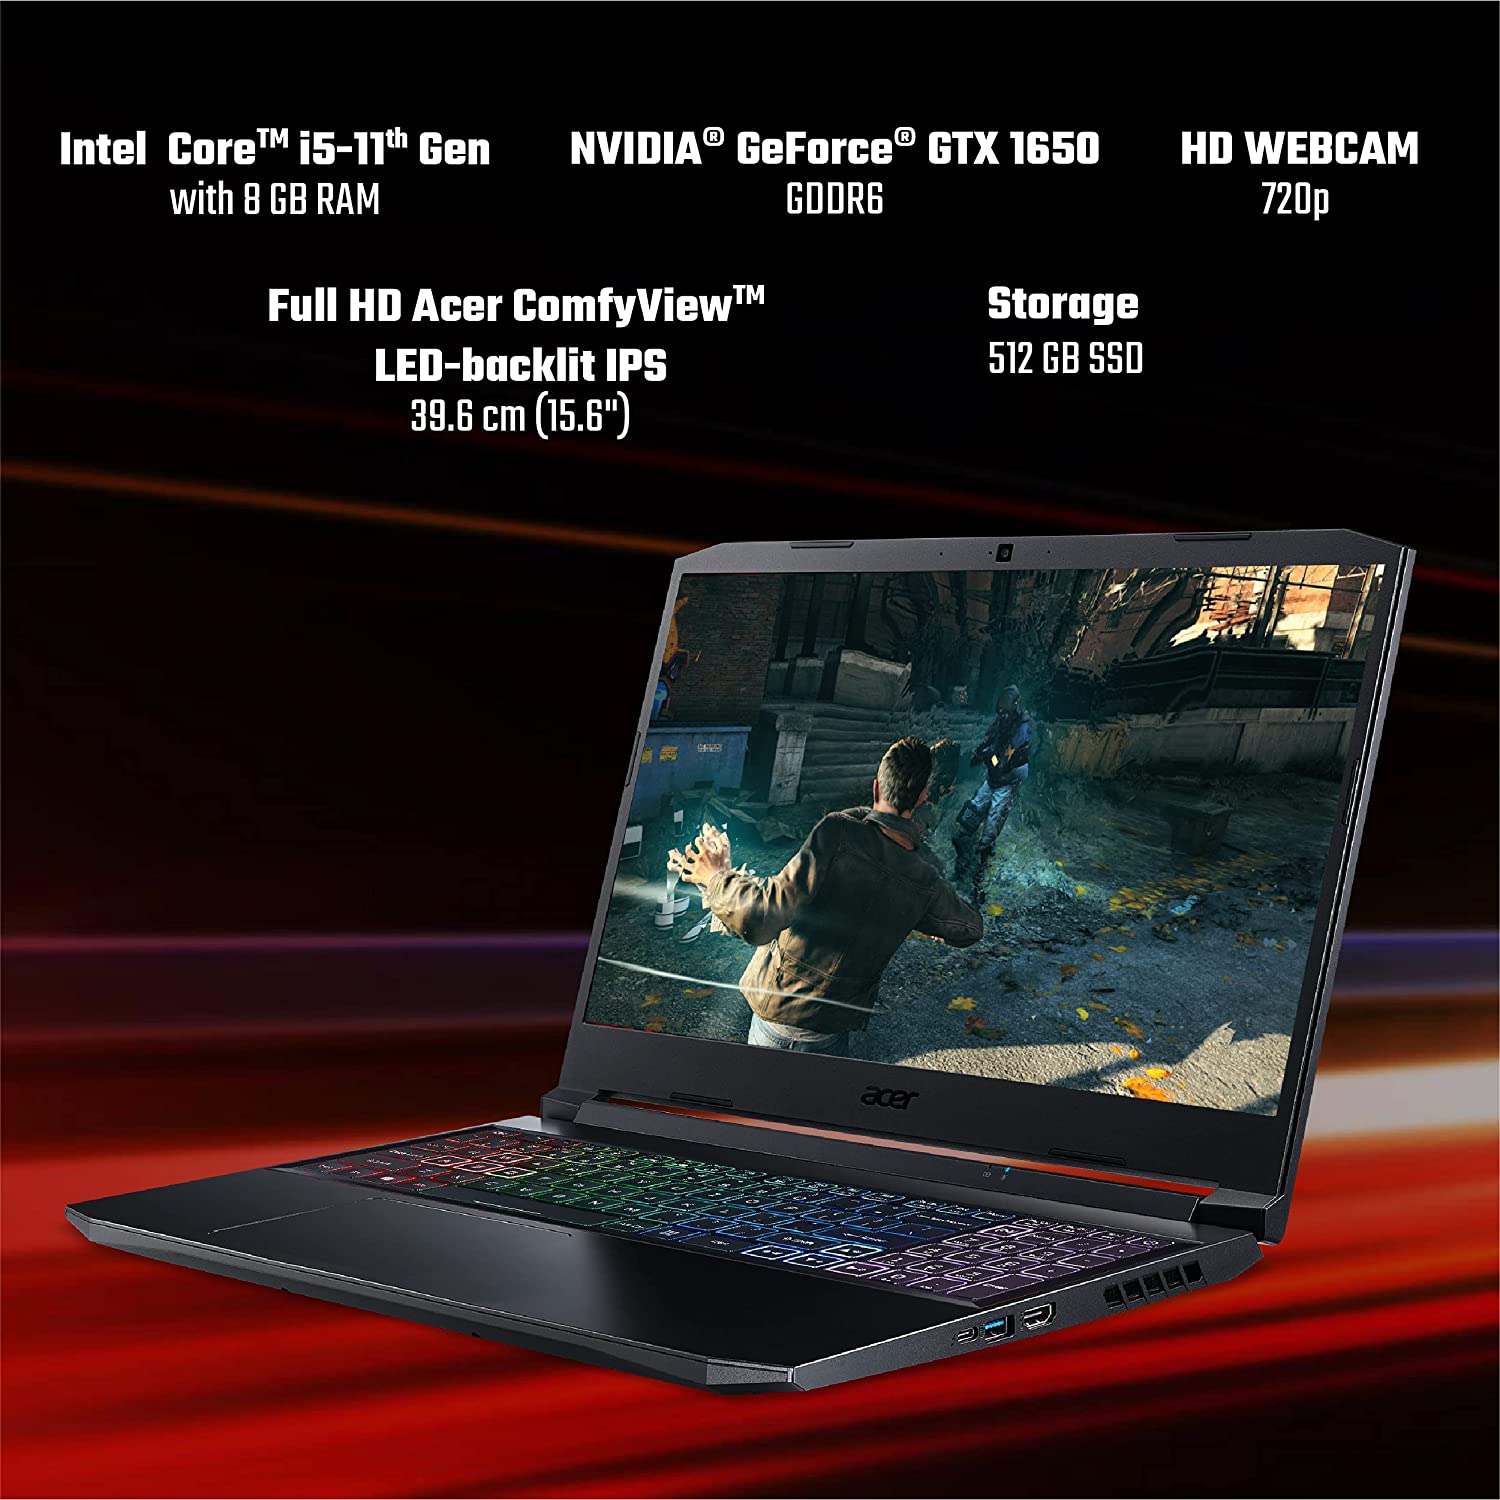 Intel Core™ i5-11th Gen
with 8 GB RAM
NVIDIA® GeForce® GTX 1650
GDDR6
HD WEBCAM
720p
Full HD Acer ComfyView™
LED-backlit IPS
39.6 cm (15.6")
Storage
512 GB SSD
acer